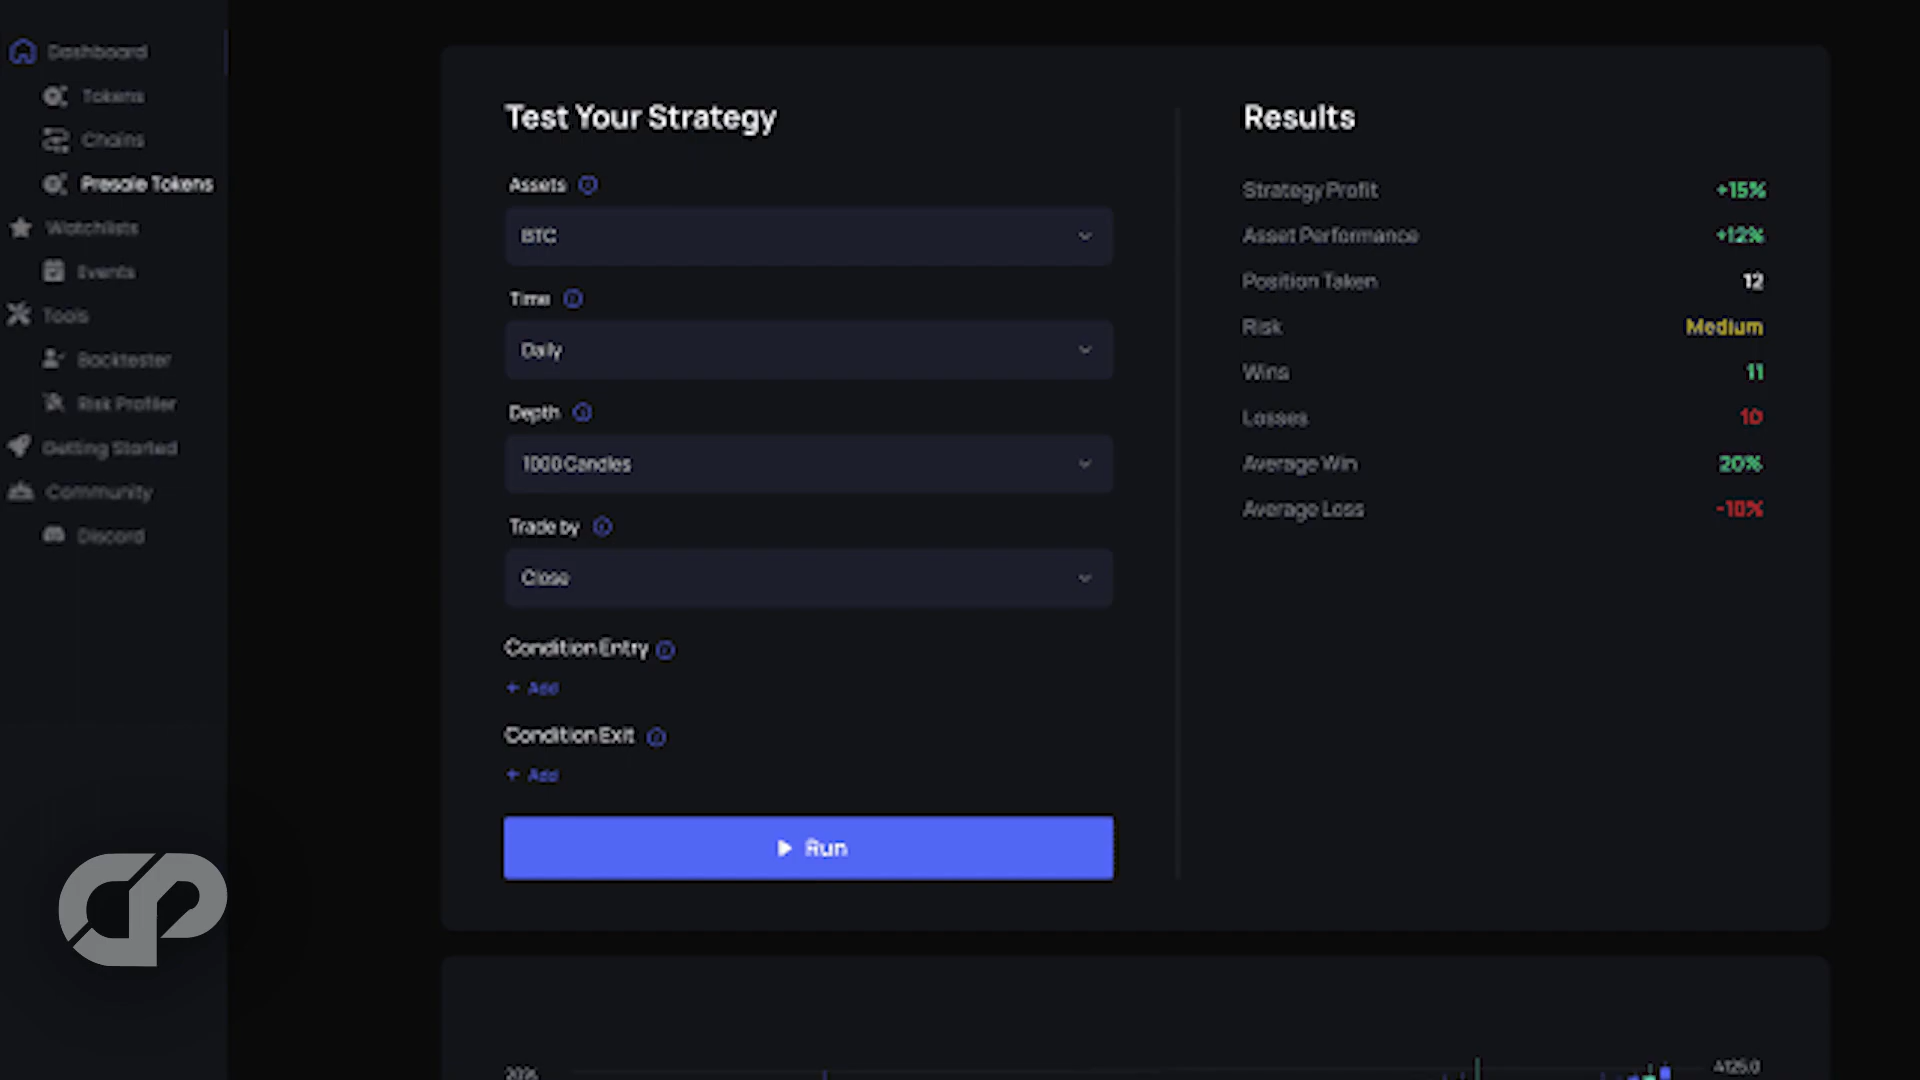 Dashboard
Tokens
Chains
Presale Tokens
Watchlists
Events
Tools
Backtester
Risk Profiler
Getting Started
Community
Discord
Test Your Strategy
Assets
BTC
Time
Daily
Depth
1000 Candles
Trade by
Close
Condition Entry
+ Add
Condition Exit
+ Add
Run
Results
Strategy Profit +15%
Asset Performance +12%
Position Taken 12
Risk Medium
Wins 11
Losses 10
Average Win 20%
Average Loss -10%
20%
4125.0